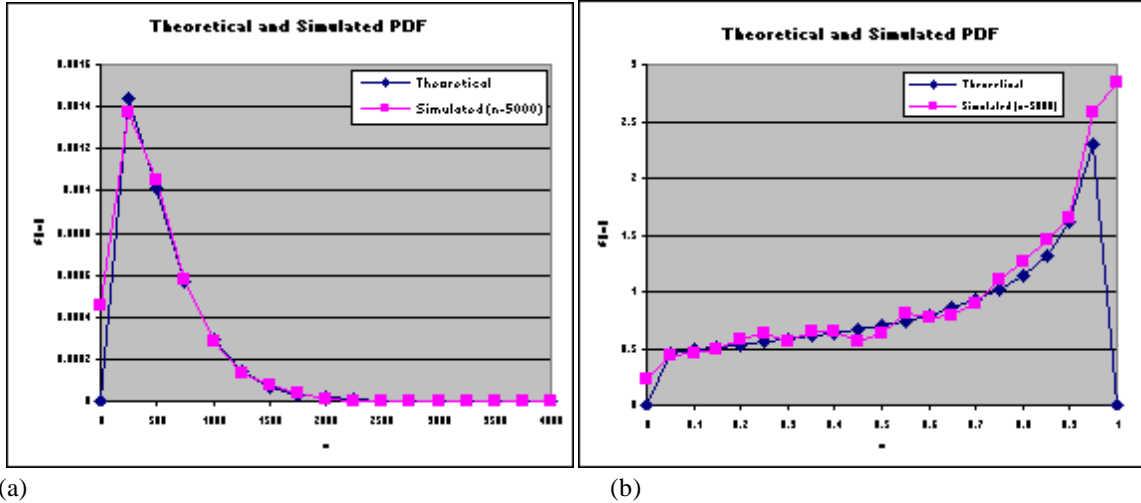 Theoretical and Simulated PDF
Theoretical
Simulated (n-5000)
0.0016
0.0014
0.0012
0.001
0.0008
0.0006
0.0004
0.0002
0
0 500 1000 1500 2000 2500 3000 3500 4000
(a)
Theoretical and Simulated PDF
Theoretical
Simulated (n-5000)
3
2.5
2
1.5
1
0.5
0
0 0.1 0.2 0.3 0.4 0.5 0.6 0.7 0.8 0.9 1
(b)